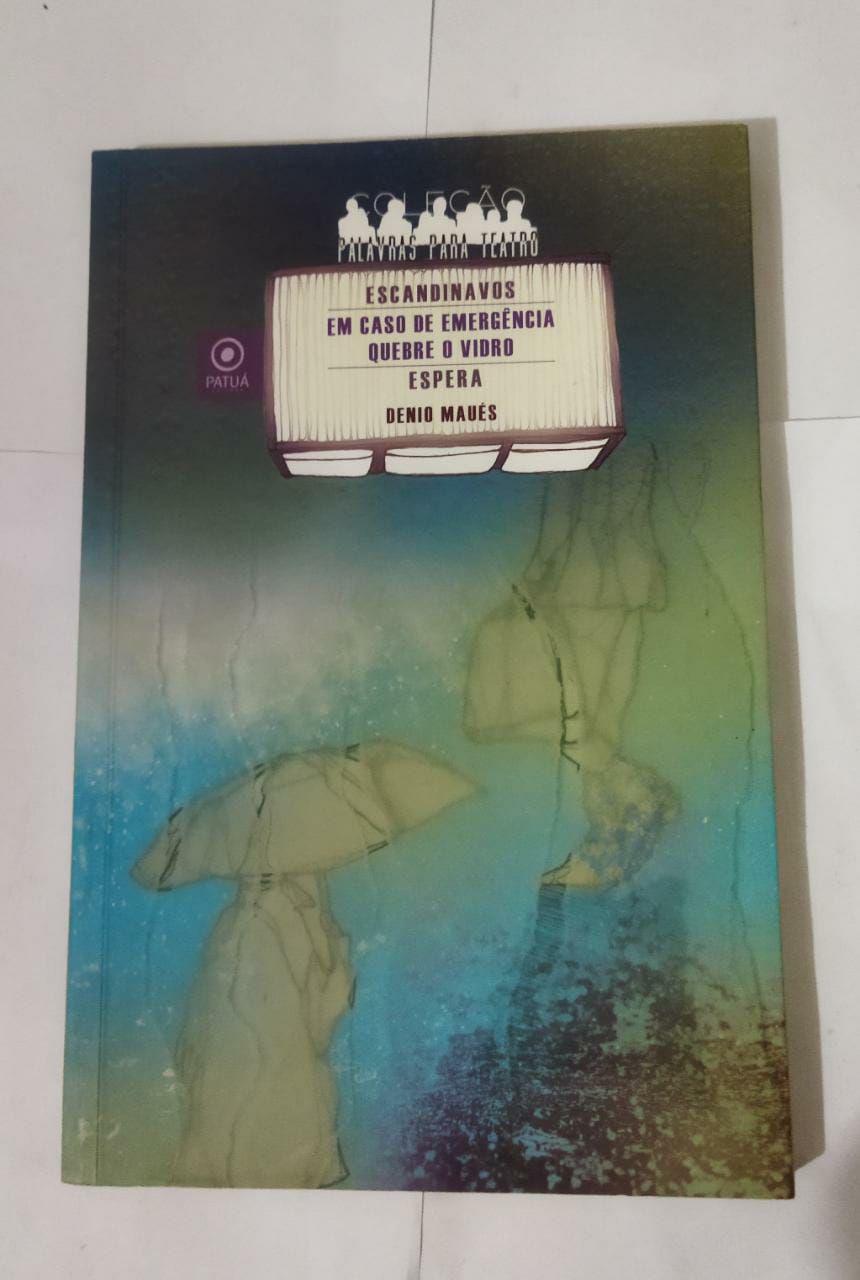 COLEÇÃO
PALAVRAS PARA TEATRO
ESCANDINAVOS
EM CASO DE EMERGÊNCIA
QUEBRE O VIDRO
ESPERA
DENIO MAUÉS
PATUÁ